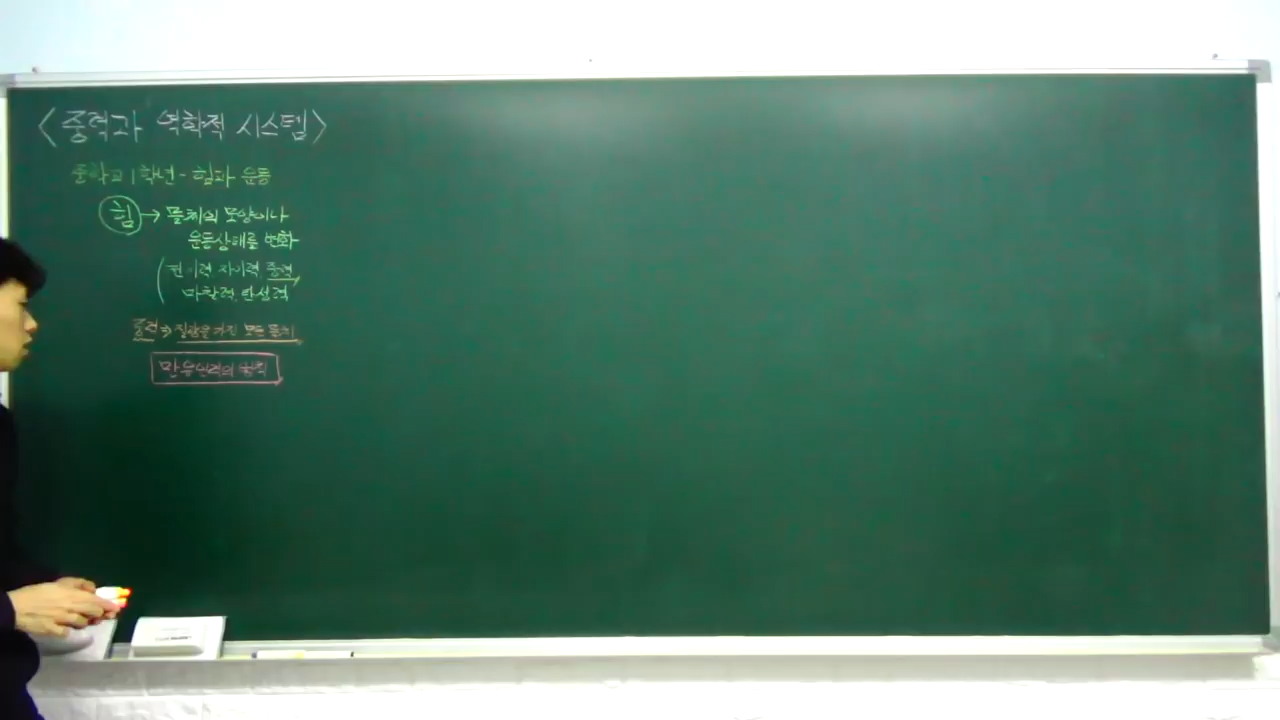 <중력과 역학적 시스템>
중학교 1학년 - 힘과 운동
힘 → 물체의 모양이나
운동상태를 변화
(전기력, 자기력, 중력
마찰력, 탄성력
중력 ⇒ 질량을 가진 모든 물체
만유인력의 법칙